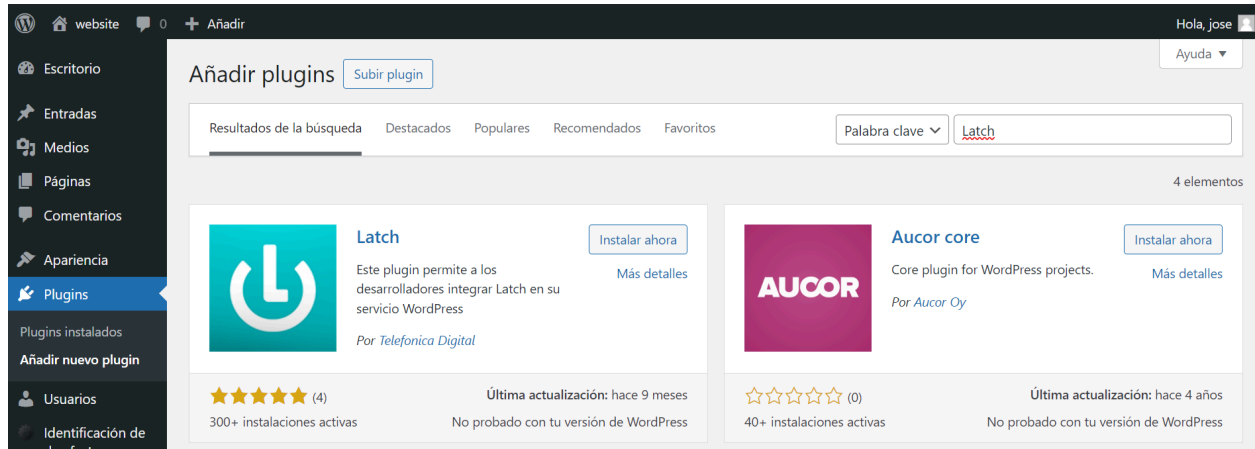 website 0 + Añadir Hola, jose
Ayuda ▼
Escritorio
Entradas
Medios
Páginas
Comentarios
Apariencia
Plugins
Plugins instalados
Añadir nuevo plugin
Usuarios
Identificación de
Añadir plugins Subir plugin
Resultados de la búsqueda Destacados Populares Recomendados Favoritos Palabra clave Latch
4 elementos
Latch
Instalar ahora
Más detalles
Este plugin permite a los
desarrolladores integrar Latch en su
servicio WordPress
Por Telefonica Digital
(4)
Última actualización: hace 9 meses
300+ instalaciones activas
No probado con tu versión de WordPress
AUCOR
Aucor core
Instalar ahora
Más detalles
Core plugin for WordPress projects.
Por Aucor Oy
(0)
Última actualización: hace 4 años
40+ instalaciones activas
No probado con tu versión de WordPress